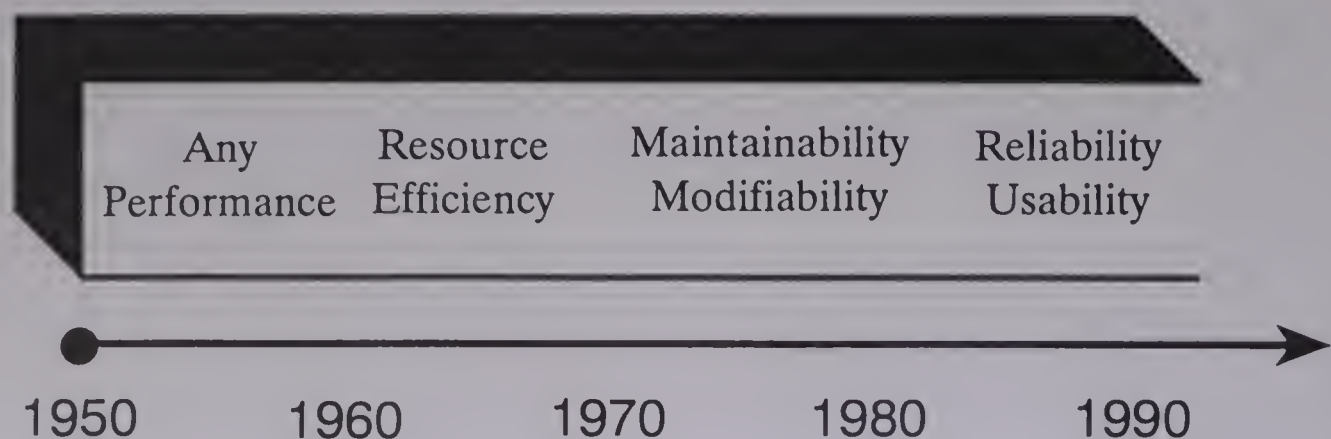 Any Resource Maintainability Reliability
Performance Efficiency Modifiability Usability
1950 1960 1970 1980 1990